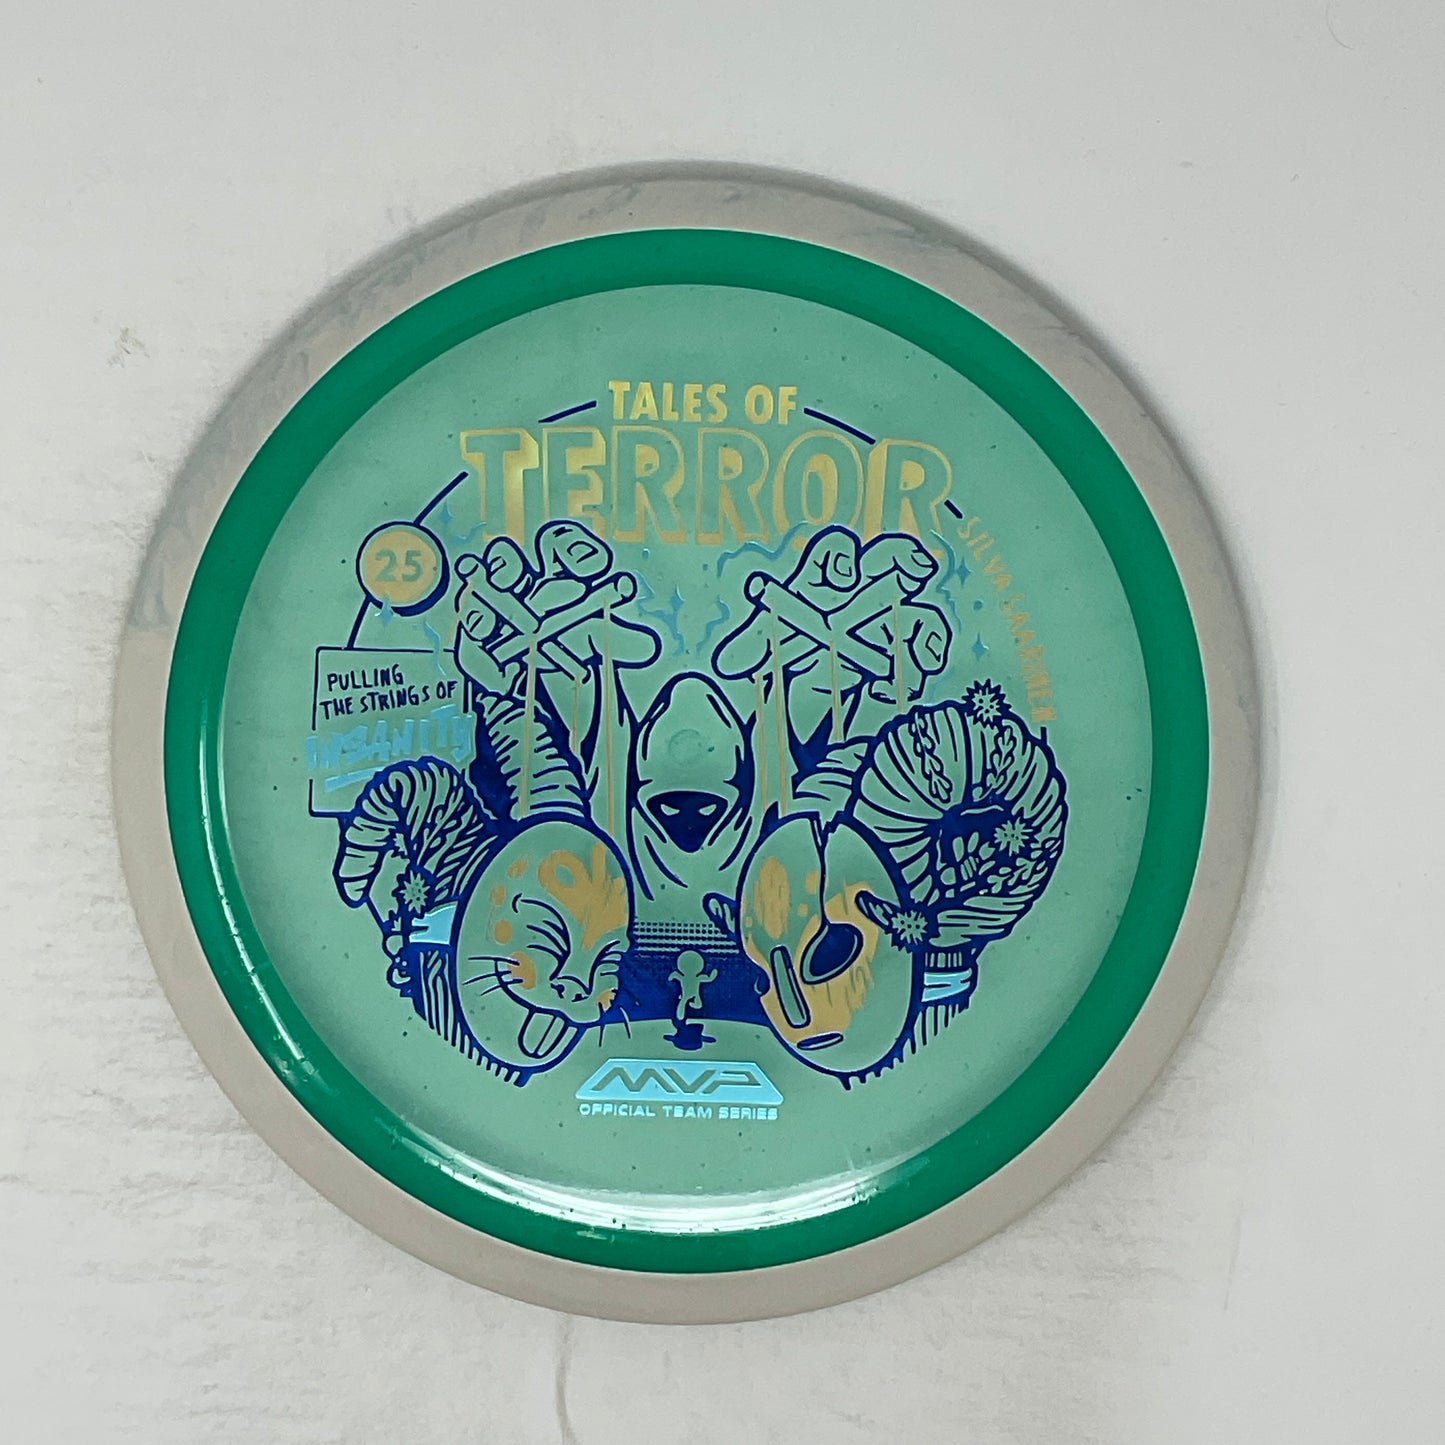 TALES OF
TERROR
SILVA SAARINEN
25
PULLING
THE STRINGS OF
INSANITY
MVP
OFFICIAL TEAM SERIES